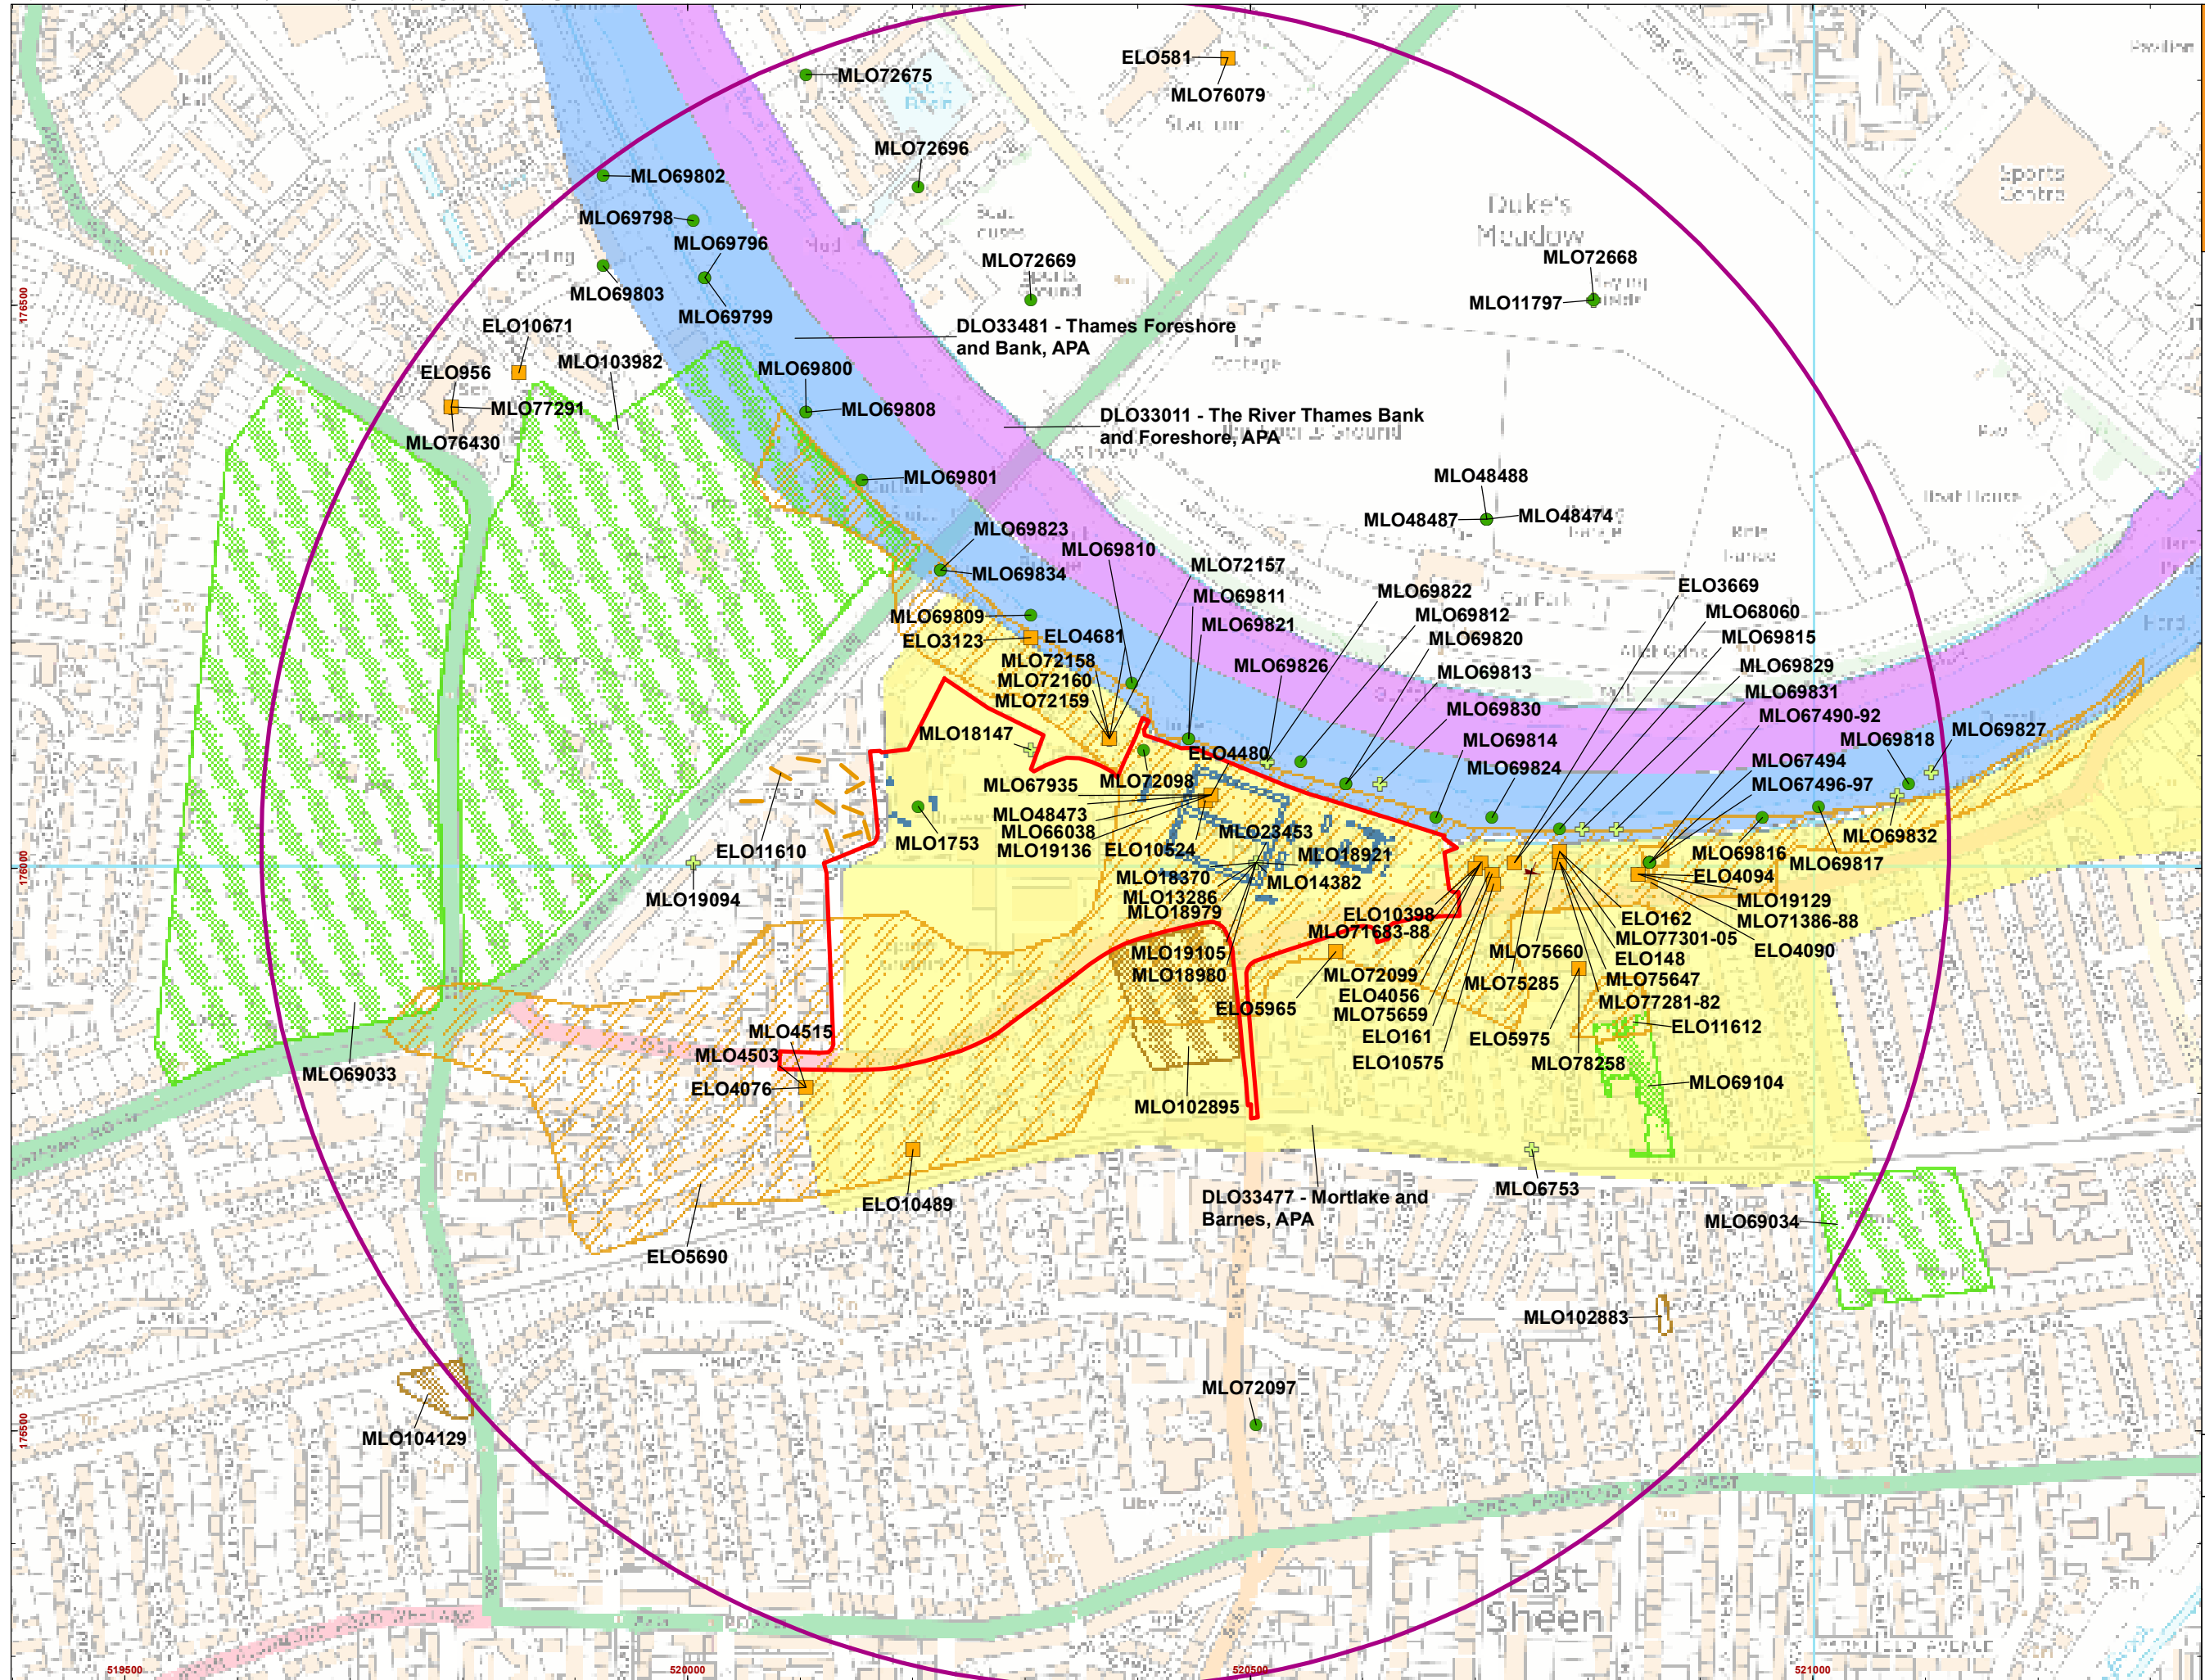 ELO581
MLO76079
MLO72675
MLO72696
MLO69802
MLO69798
MLO69796
MLO69803
MLO69799
MLO72669
Duke's
Meadow
MLO72668
MLO11797
Sports
Centre
176500
ELO10671
MLO103982
ELO956
MLO77291
MLO76430
DLO33481 - Thames Foreshore
and Bank, APA
MLO69800
MLO69808
DLO33011 - The River Thames Bank
and Foreshore, APA
MLO69801
MLO48488
MLO48487
MLO48474
MLO69823
MLO69810
MLO69834
MLO72157
MLO69811
MLO69821
MLO69822
MLO69812
MLO69820
MLO69813
MLO69830
MLO69826
ELO3669
MLO68060
MLO69815
MLO69829
MLO69831
MLO67490-92
MLO67494
MLO67496-97
MLO69818
MLO69827
MLO69809
ELO3123
ELO4681
MLO72158
MLO72160
MLO72159
MLO18147
ELO4480
MLO72098
MLO67935
MLO48473
MLO66038
MLO19136
MLO69814
MLO69824
MLO69832
MLO69816
MLO69817
MLO1753
ELO11610
MLO19094
176000
ELO10524
MLO23453
MLO18921
MLO18370
MLO14382
MLO13286
MLO18979
MLO19105
MLO18980
ELO4094
MLO19129
MLO71386-88
ELO4090
ELO162
MLO77301-05
ELO148
MLO75647
MLO77281-82
ELO10398
MLO71683-88
MLO75660
MLO72099
MLO75285
ELO4056
MLO75659
ELO161
ELO10575
ELO5965
ELO5975
MLO78258
ELO11612
MLO69104
MLO4515
MLO4503
ELO4076
MLO69033
MLO102895
ELO10489
ELO5690
DLO33477 - Mortlake and
Barnes, APA
MLO6753
MLO69034
MLO102883
MLO72097
MLO104129
175500
East
Sheen
519500
520000
520500
521000